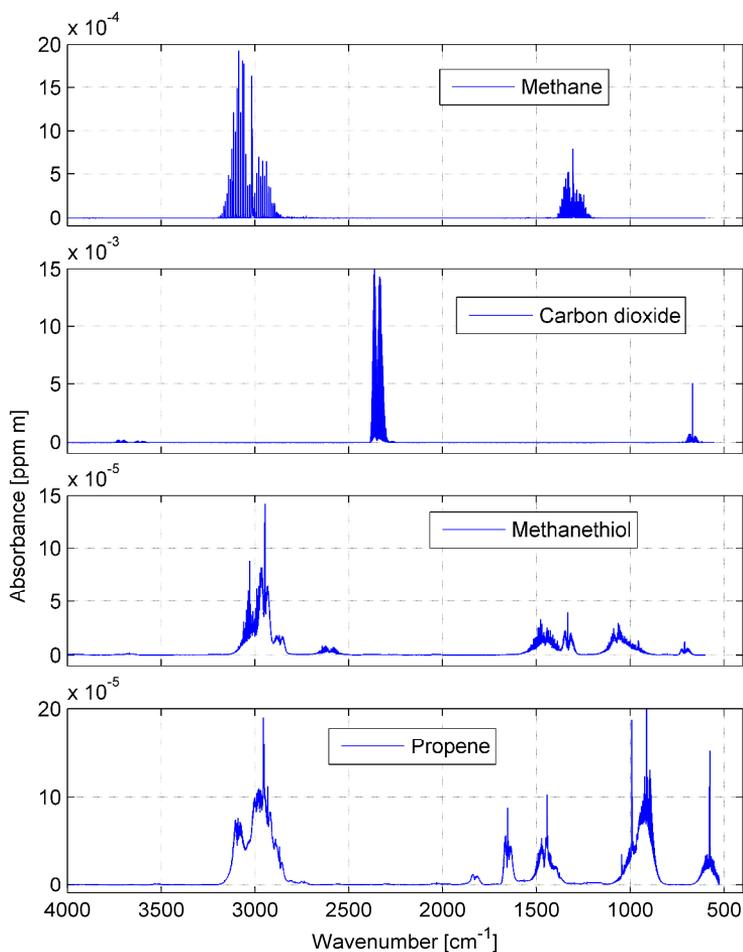 x 10⁻⁴
20
15
10
5
0
Methane
x 10⁻³
15
10
5
0
Carbon dioxide
Absorbance [ppm m]
x 10⁻⁵
15
10
5
0
Methanethiol
x 10⁻⁵
20
10
5
0
Propene
4000 3500 3000 2500 2000 1500 1000 500
Wavenumber [cm⁻¹]